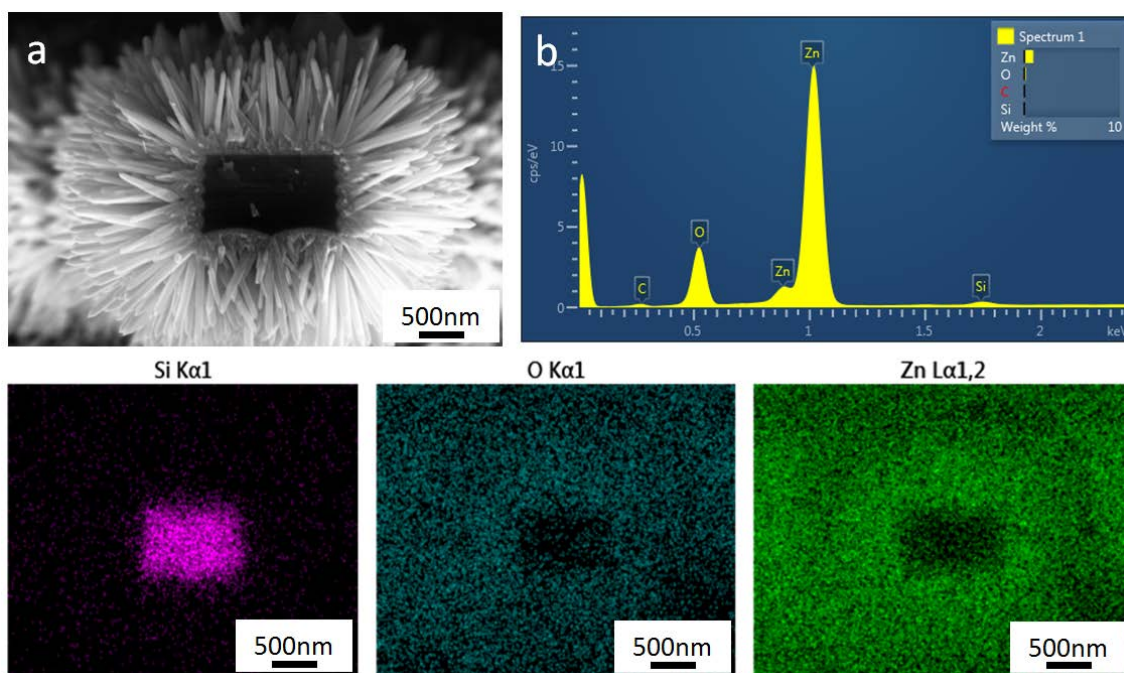 a
500nm
b
Spectrum 1
Zn
O
C
Si
Weight % 10
cps/eV
15
10
5
0
C
O
Zn
Zn
Si
0.5 1 1.5 2 keV
Si Kα1
O Kα1
Zn Lα1,2
500nm
500nm
500nm